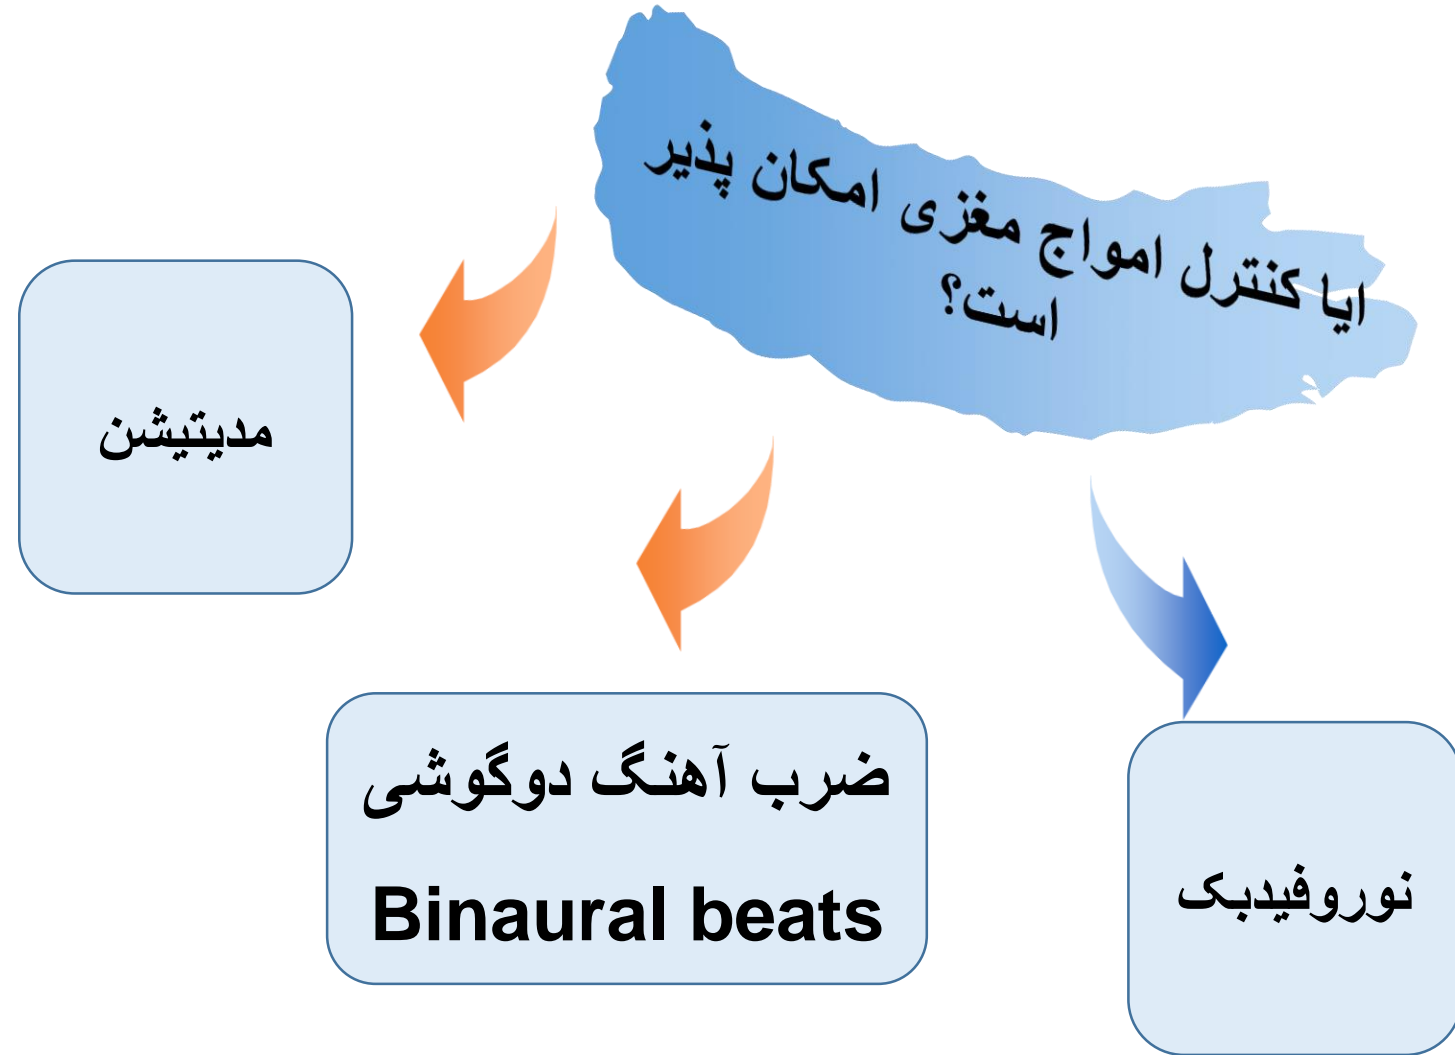 ایا کنترل امواج مغزی امکان پذیر
است؟
مدیتیشن
ضرب آهنگ دوگوشی
Binaural beats
نوروفیدبک